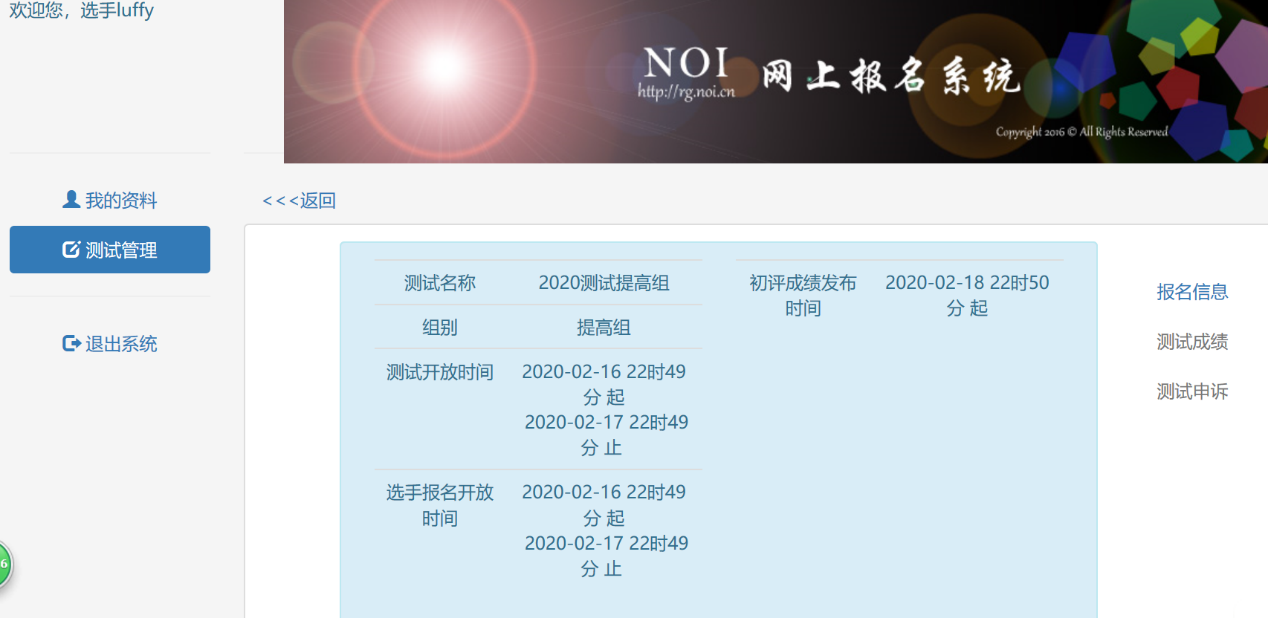 欢迎您，选手luffy
NOI
http://rg.noi.cn
网上报名系统
Copyright 2016 © All Rights Reserved
我的资料
测试管理
退出系统
<<<返回
测试名称
2020测试提高组
组别
提高组
测试开放时间
2020-02-16 22时49
分 起
2020-02-17 22时49
分 止
选手报名开放
时间
2020-02-16 22时49
分 起
2020-02-17 22时49
分 止
初评成绩发布
时间
2020-02-18 22时50
分 起
报名信息
测试成绩
测试申诉
6